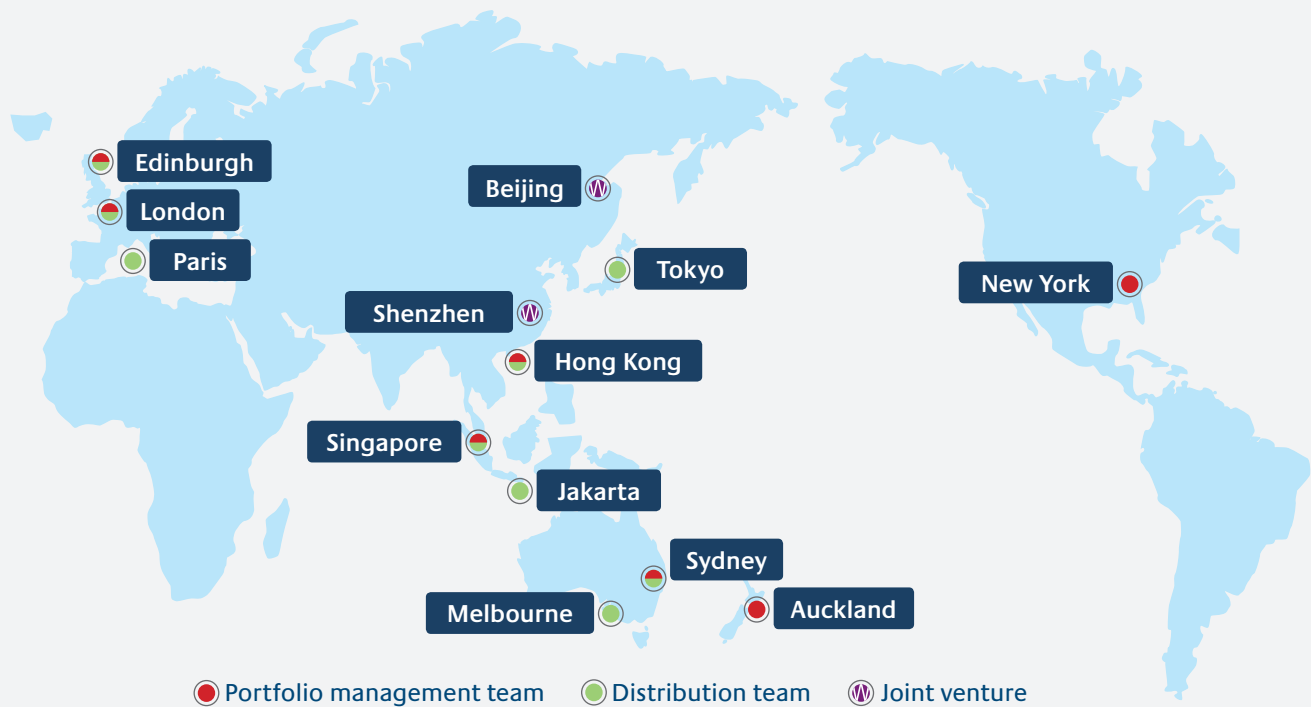 Edinburgh
London
Paris
Beijing
Tokyo
New York
Shenzhen
Hong Kong
Singapore
Jakarta
Sydney
Melbourne
Auckland
Portfolio management team
Distribution team
Joint venture